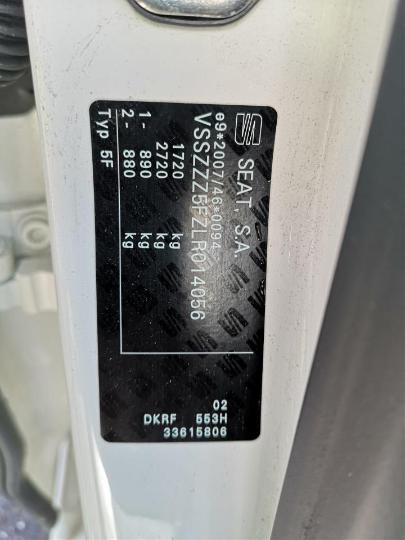 SEAT, S.A.
e9*2007/46*0094
VSSZZZ5FZLR014056
1720 kg
2720 kg
1- 890 kg
2- 880 kg
Typ 5F
02
DKRF 553H
33615806